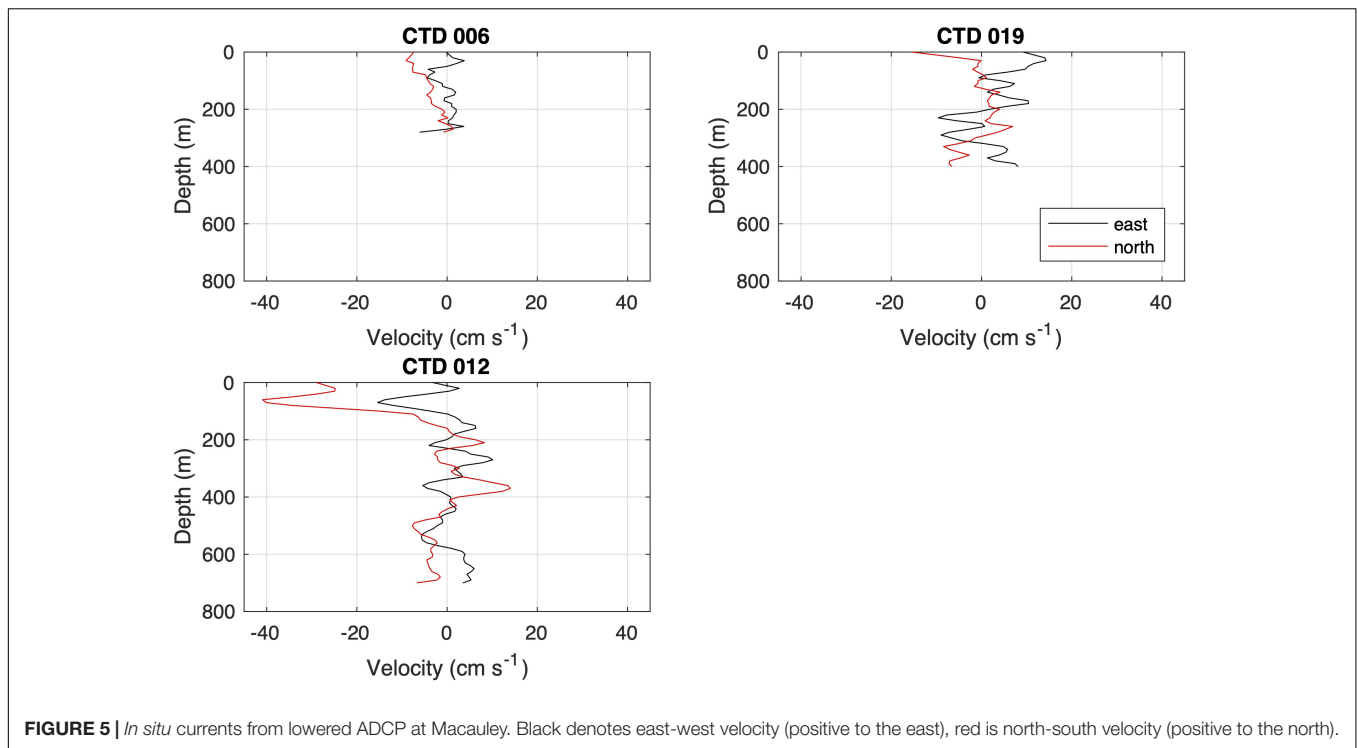 CTD 006
0
200
400
600
800
Depth (m)
-40 -20 0 20 40
Velocity (cm s⁻¹)
CTD 019
0
200
400
600
800
Depth (m)
east
north
-40 -20 0 20 40
Velocity (cm s⁻¹)
CTD 012
0
200
400
600
800
Depth (m)
-40 -20 0 20 40
Velocity (cm s⁻¹)
FIGURE 5 | In situ currents from lowered ADCP at Macauley. Black denotes east-west velocity (positive to the east), red is north-south velocity (positive to the north).